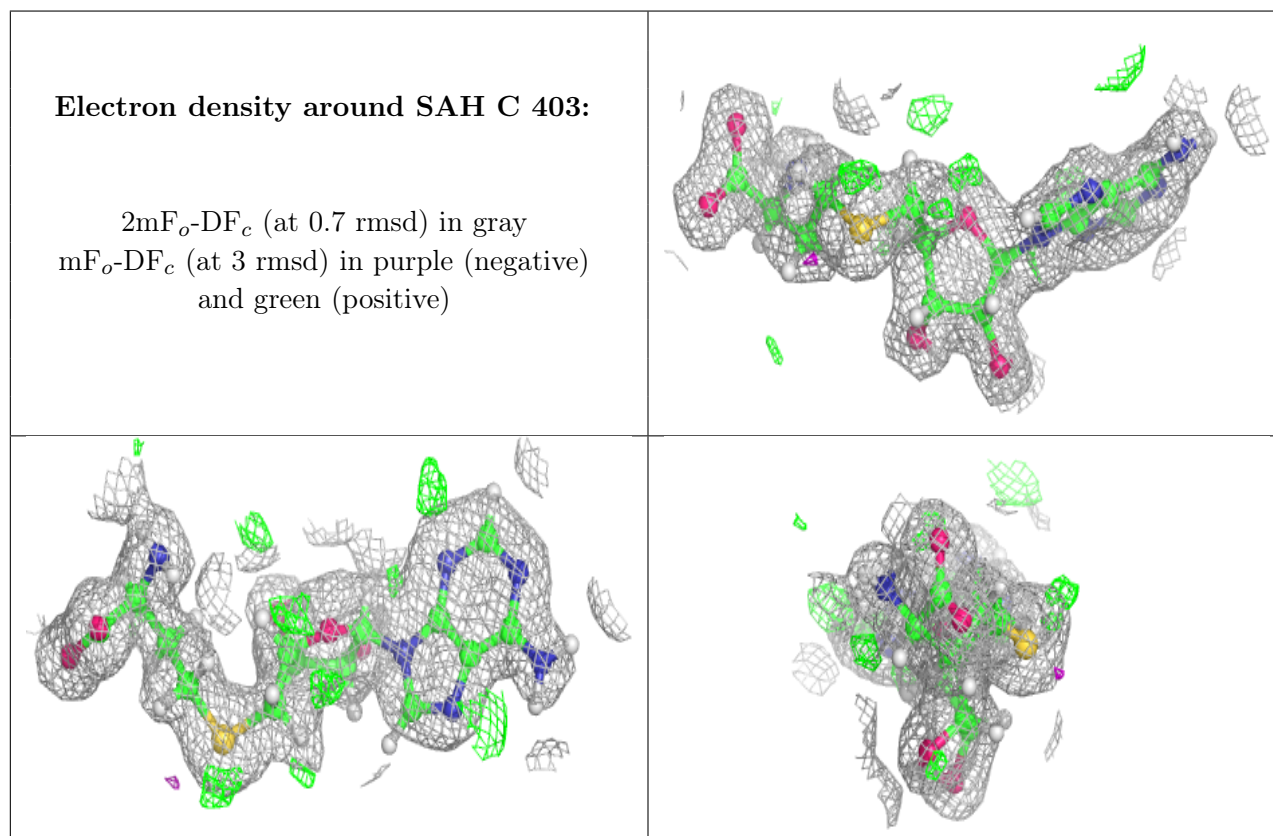 Electron density around SAH C 403:
2mFo-DFc (at 0.7 rmsd) in gray
mFo-DFc (at 3 rmsd) in purple (negative)
and green (positive)